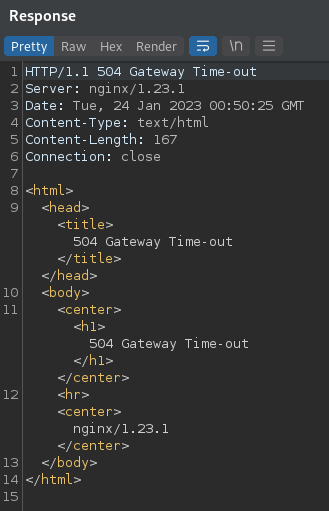 Response
Pretty Raw Hex Render \n
1 HTTP/1.1 504 Gateway Time-out
2 Server: nginx/1.23.1
3 Date: Tue, 24 Jan 2023 00:50:25 GMT
4 Content-Type: text/html
5 Content-Length: 167
6 Connection: close
7
8 <html>
9 <head>
<title>
504 Gateway Time-out
</title>
</head>
10 <body>
11 <center>
<h1>
504 Gateway Time-out
</h1>
</center>
12 <hr>
<center>
nginx/1.23.1
</center>
13 </body>
14 </html>
15